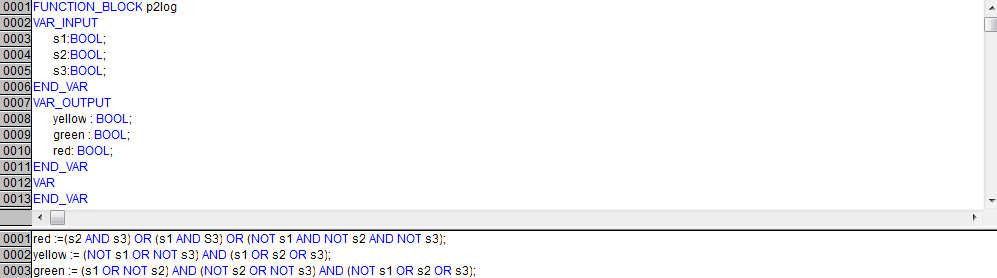 0001 FUNCTION_BLOCK p2log
0002 VAR_INPUT
0003 s1:BOOL;
0004 s2:BOOL;
0005 s3:BOOL;
0006 END_VAR
0007 VAR_OUTPUT
0008 yellow : BOOL;
0009 green : BOOL;
0010 red: BOOL;
0011 END_VAR
0012 VAR
0013 END_VAR
0001 red :=(s2 AND s3) OR (s1 AND S3) OR (NOT s1 AND NOT s2 AND NOT s3);
0002 yellow := (NOT s1 OR NOT s3) AND (s1 OR s2 OR s3);
0003 green := (s1 OR NOT s2) AND (NOT s2 OR NOT s3) AND (NOT s1 OR s2 OR s3);